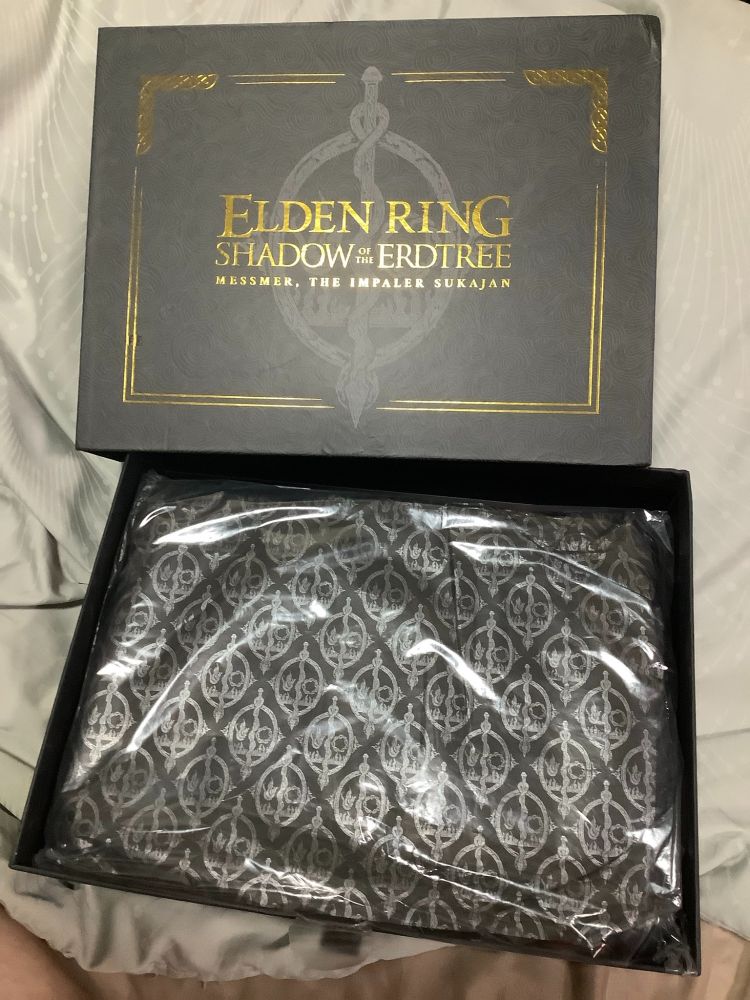 ELDEN RING
SHADOW OF THE ERDTREE
MESSMER, THE IMPALER SUKAJAN